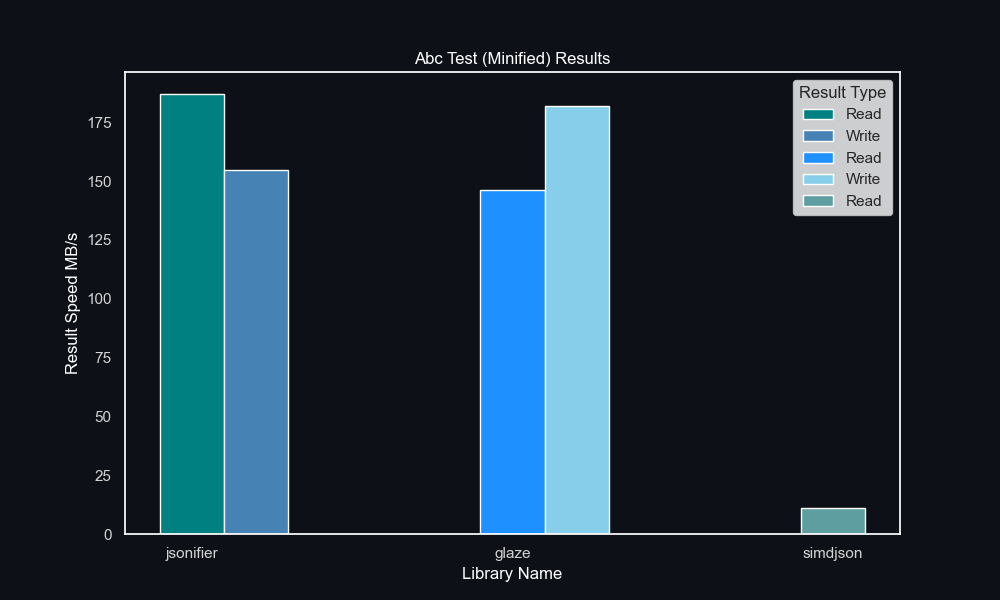 Abc Test (Minified) Results
Result Type
Read
Write
Read
Write
Read
Result Speed MB/s
175
150
125
100
75
50
25
0
jsonifier
glaze
simdjson
Library Name